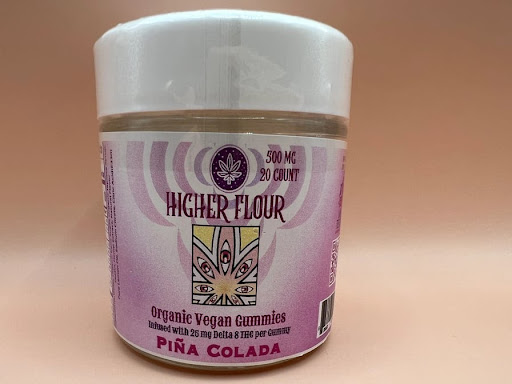 500 MG
20 COUNT
HIGHER FLOUR
Organic Vegan Gummies
Infused with 25 mg Delta 8 THC per Gummy
PIÑA COLADA